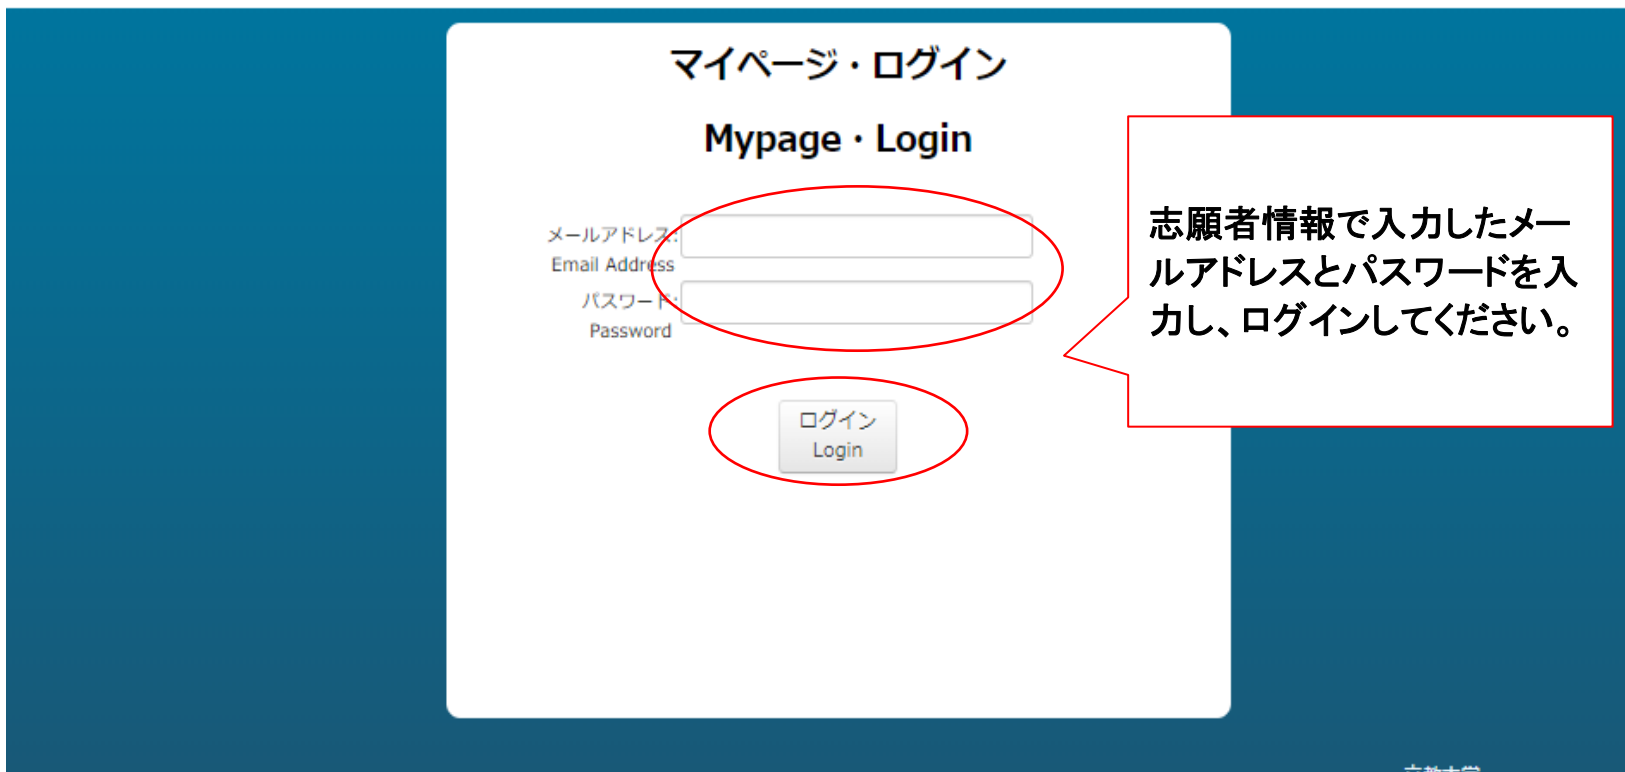 マイページ・ログイン
Mypage・Login
メールアドレス:
Email Address
パスワード:
Password
ログイン
Login
志願者情報で入力したメー
ルアドレスとパスワードを入
力し、ログインしてください。